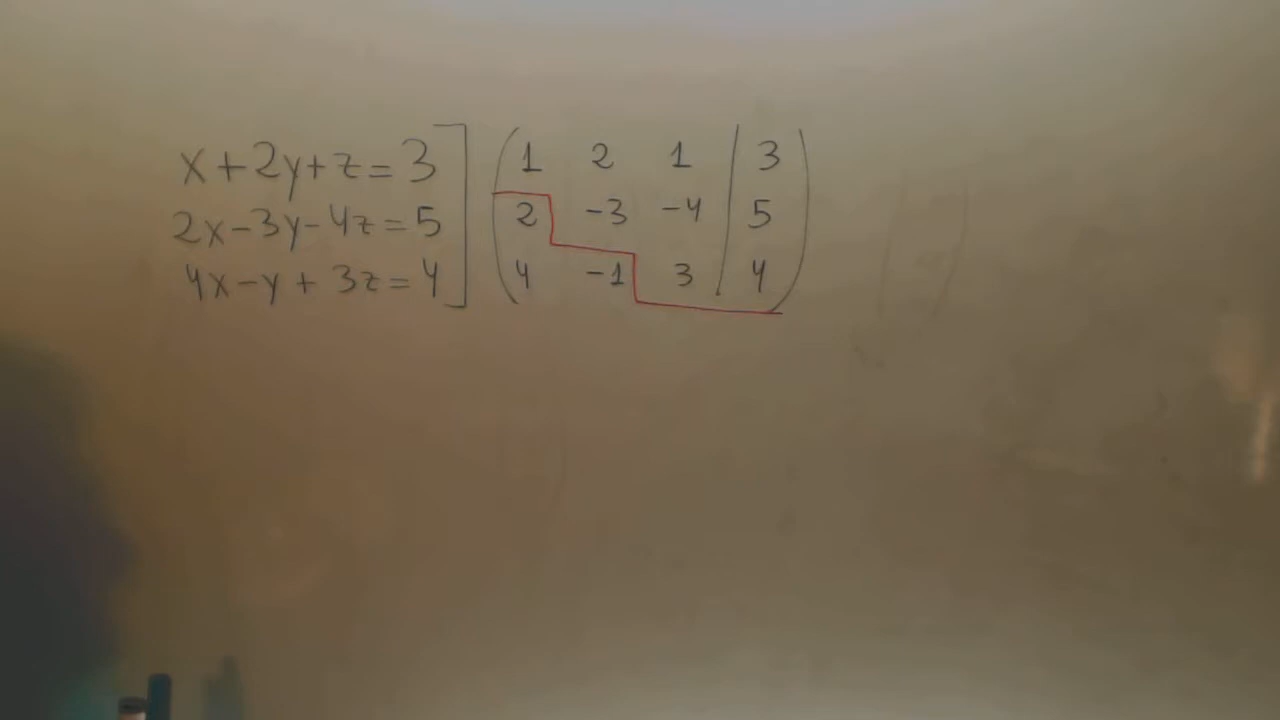 x+2y+z=3
2x-3y-4z=5
4x-y+3z=4
1 2 1 | 3
2 -3 -4 | 5
4 -1 3 | 4